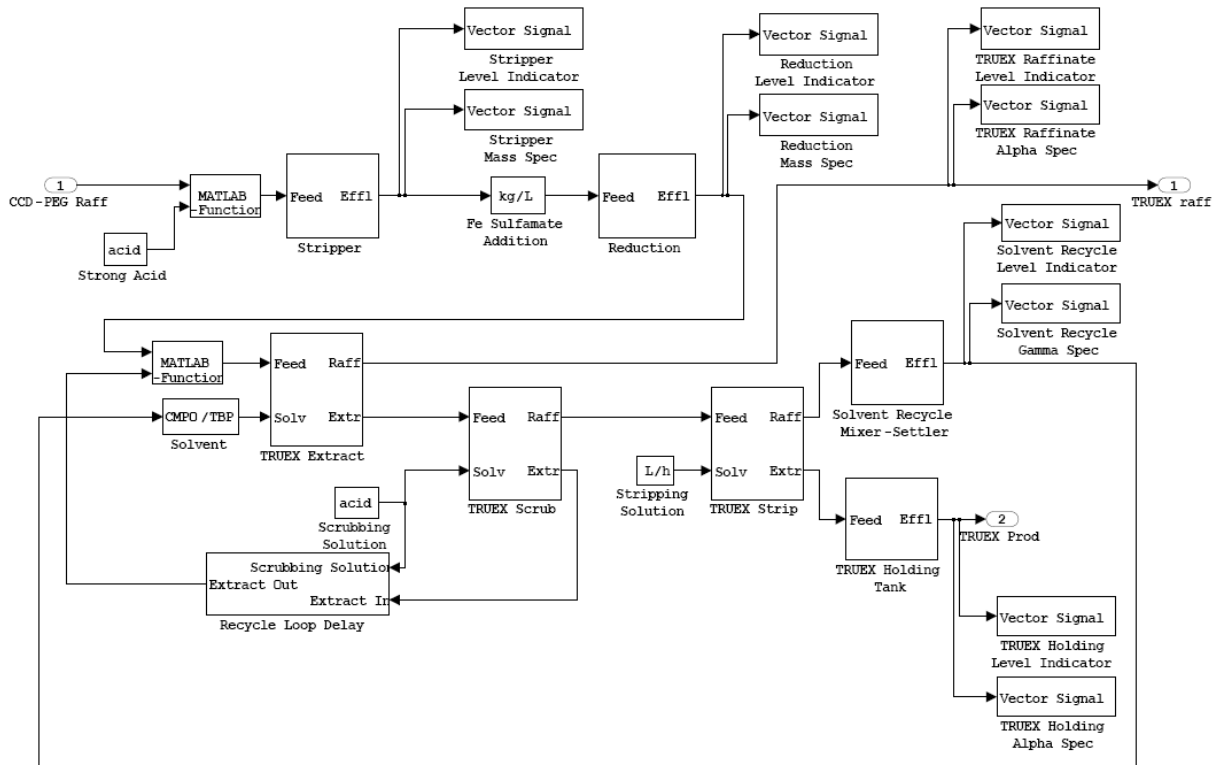 Vector Signal
Stripper
Level Indicator
Vector Signal
Stripper
Mass Spec
Vector Signal
Reduction
Level Indicator
Vector Signal
Reduction
Mass Spec
Vector Signal
TRUEX Raffinate
Level Indicator
Vector Signal
TRUEX Raffinate
Alpha Spec
1
CCD-PEG Raff
MATLAB
-Function
acid
Strong Acid
Feed Effl
Stripper
kg/L
Fe Sulfamate
Addition
Feed Effl
Reduction
1
TRUEX raff
Vector Signal
Solvent Recycle
Level Indicator
Vector Signal
Solvent Recycle
Gamma Spec
MATLAB
-Function
CMPO/TBP
Solvent
Feed Raff
Solv Extr
TRUEX Extract
Feed Raff
Solv Extr
TRUEX Scrub
acid
Scrubbing
Solution
Scrubbing Solution
Extract Out
Extract In
Recycle Loop Delay
L/h
Stripping
Solution
Feed Raff
Solv Extr
TRUEX Strip
Feed Effl
Solvent Recycle
Mixer-Settler
Feed Effl
TRUEX Holding
Tank
2
TRUEX Prod
Vector Signal
TRUEX Holding
Level Indicator
Vector Signal
TRUEX Holding
Alpha Spec